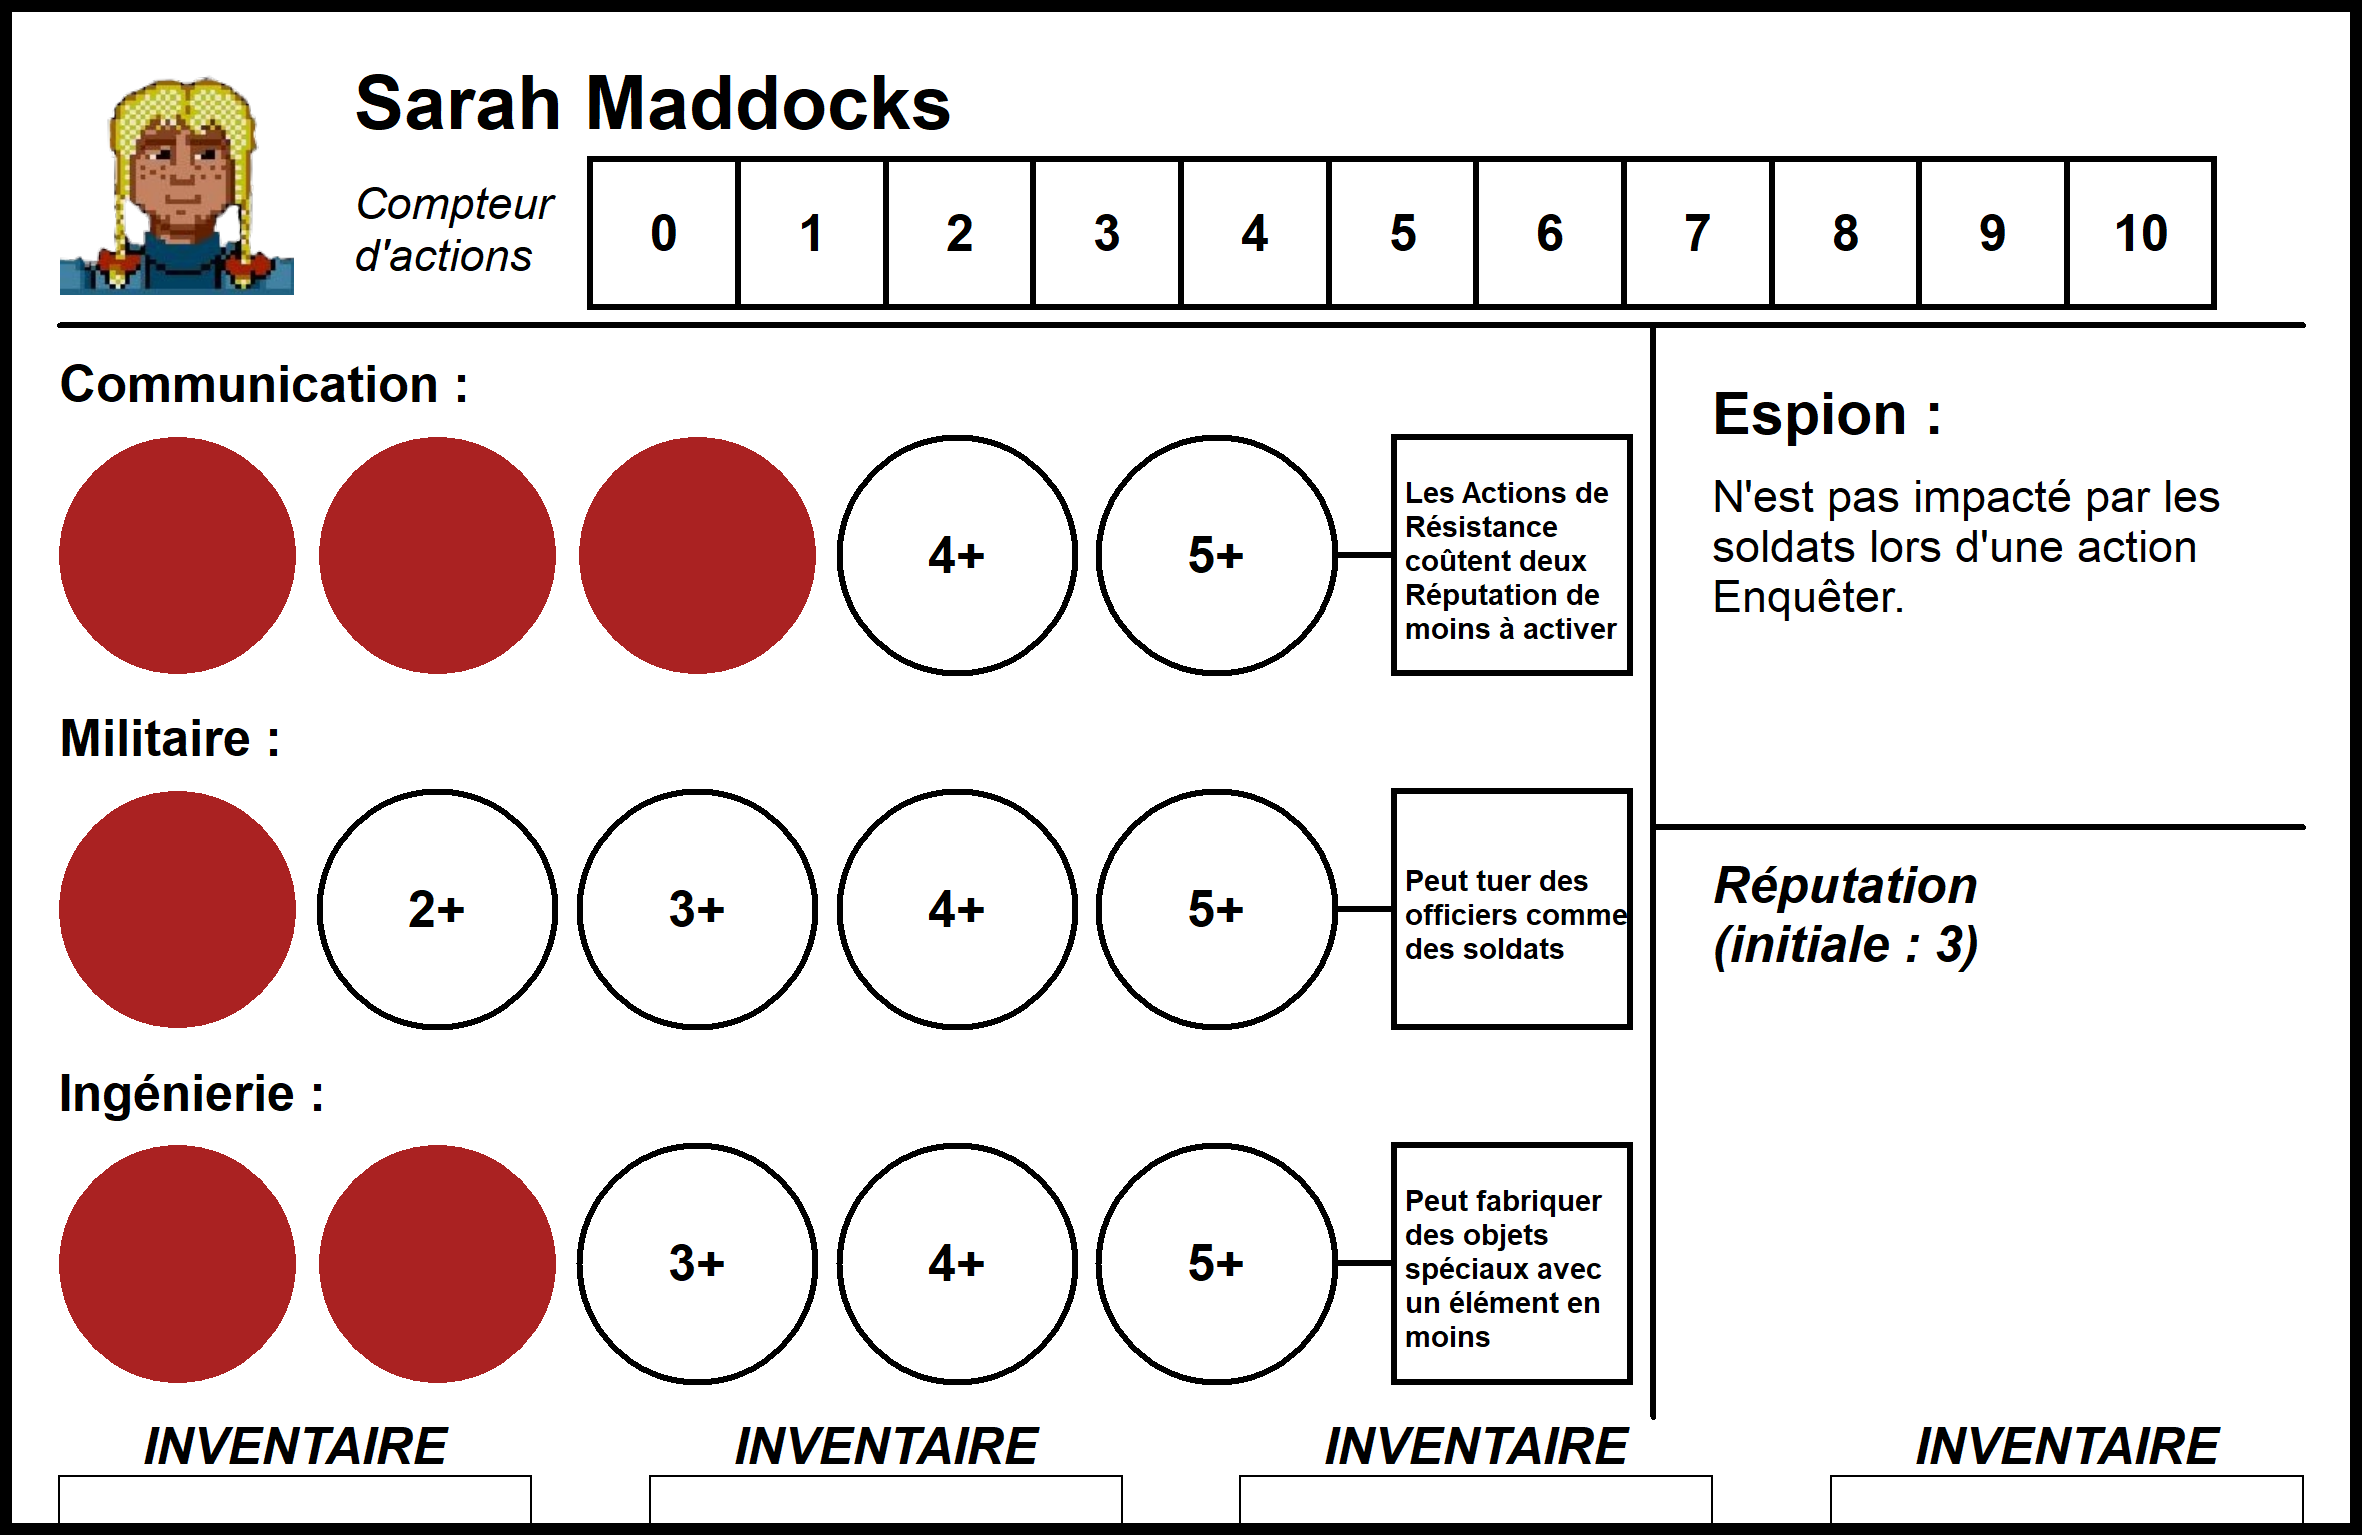 Sarah Maddocks
Compteur
d'actions
0 1 2 3 4 5 6 7 8 9 10
Communication :
4+ 5+
Les Actions de
Résistance
coûtent deux
Réputation de
moins à activer
Militaire :
2+ 3+ 4+ 5+
Peut tuer des
officiers comme
des soldats
Ingénierie :
3+ 4+ 5+
Peut fabriquer
des objets
spéciaux avec
un élément en
moins
Espion :
N'est pas impacté par les
soldats lors d'une action
Enquêter.
Réputation
(initiale : 3)
INVENTAIRE INVENTAIRE INVENTAIRE INVENTAIRE